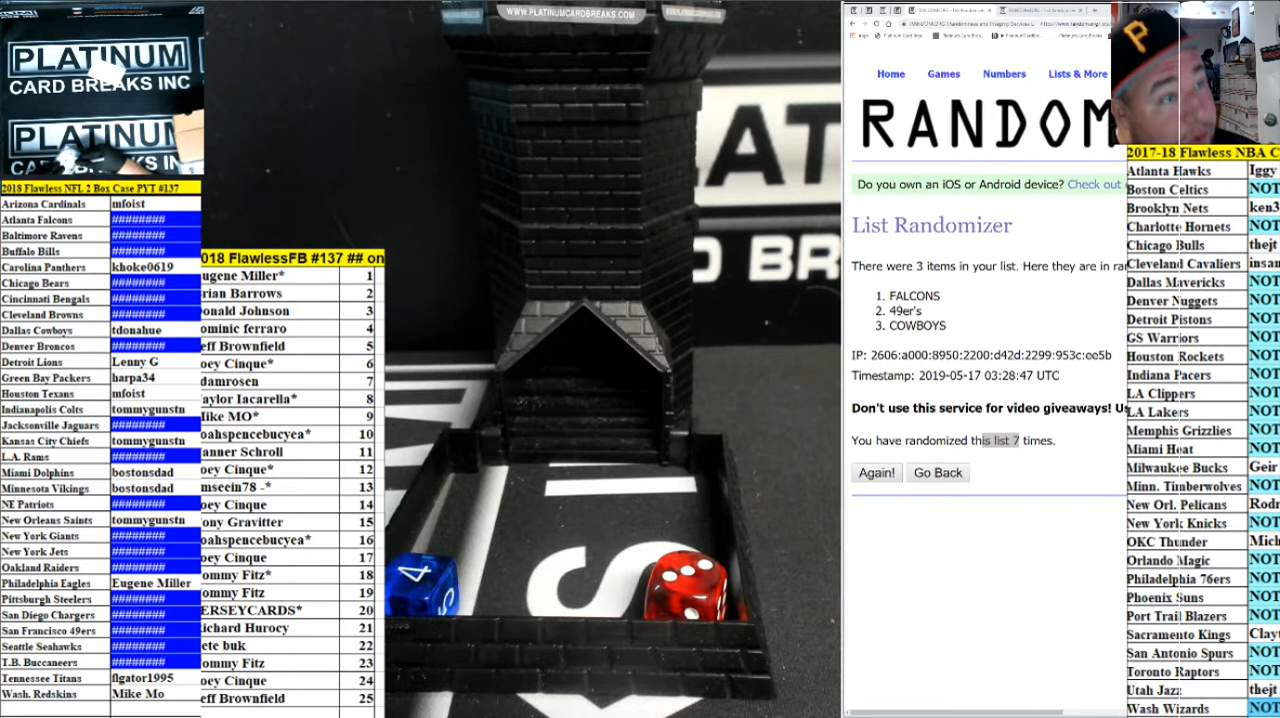 PLATINUM
CARD BREAKS INC
PLATINUM
2018 Flawless NFL 2 Box Case PYT #137
Arizona Cardinals mfoist
Atlanta Falcons ########
Baltimore Ravens ########
Buffalo Bills ########
Carolina Panthers khoke0619
Chicago Bears ########
Cincinnati Bengals ########
Cleveland Browns ########
Dallas Cowboys tdonahue
Denver Broncos ########
Detroit Lions Lenny G
Green Bay Packers harpa34
Houston Texans mfoist
Indianapolis Colts tommygunstn
Jacksonville Jaguars ########
Kansas City Chiefs tommygunstn
L.A. Rams ########
Miami Dolphins bostonsdad
Minnesota Vikings bostonsdad
NE Patriots ########
New Orleans Saints tommygunstn
New York Giants ########
New York Jets ########
Oakland Raiders ########
Philadelphia Eagles Eugene Miller
Pittsburgh Steelers ########
San Diego Chargers ########
San Francisco 49ers ########
Seattle Seahawks ########
T.B. Buccaneers ########
Tennessee Titans flgator1995
Wash. Redskins Mike Mo
2018 FlawlessFB #137 ## on
ugene Miller* 1
rian Barrows 2
onald Johnson 3
ominic ferraro 4
eff Brownfield 5
oey Cinque* 6
damrosen 7
aylor Iacarella* 8
like MO* 9
oahspencebucyea* 10
anner Schroll 11
oey Cinque* 12
mseein78 -* 13
oey Cinque 14
ony Gravitter 15
oahspencebucyea* 16
oey Cinque 17
ommy Fitz* 18
ommy Fitz 19
ERSEYCARDS* 20
ichard Hurocy 21
ete buk 22
ommy Fitz 23
oey Cinque 24
eff Brownfield 25
WWW.PLATINUMCARDBREAKS.COM
AT
BR
S
4
Home Games Numbers Lists & More
RANDOM
Do you own an iOS or Android device? Check out
List Randomizer
There were 3 items in your list. Here they are in ran
1. FALCONS
2. 49er's
3. COWBOYS
IP: 2606:a000:8950:2200:d42d:2299:953c:ee5b
Timestamp: 2019-05-17 03:28:47 UTC
Don't use this service for video giveaways! Us
You have randomized this list 7 times.
Again! Go Back
P
2017-18 Flawless NBA C
Atlanta Hawks Iggy
Boston Celtics NOT
Brooklyn Nets ken3
Charlotte Hornets NOT
Chicago Bulls thejt
Cleveland Cavaliers insan
Dallas Mavericks NOT
Denver Nuggets NOT
Detroit Pistons NOT
GS Warriors NOT
Houston Rockets NOT
Indiana Pacers NOT
LA Clippers NOT
LA Lakers NOT
Memphis Grizzlies NOT
Miami Heat NOT
Milwaukee Bucks Geir
Minn. Timberwolves NOT
New Orl. Pelicans Rodr
New York Knicks NOT
OKC Thunder Mich
Orlando Magic NOT
Philadelphia 76ers NOT
Phoenix Suns NOT
Port Trail Blazers NOT
Sacramento Kings Clay
San Antonio Spurs NOT
Toronto Raptors NOT
Utah Jazz thejt
Wash Wizards NOT